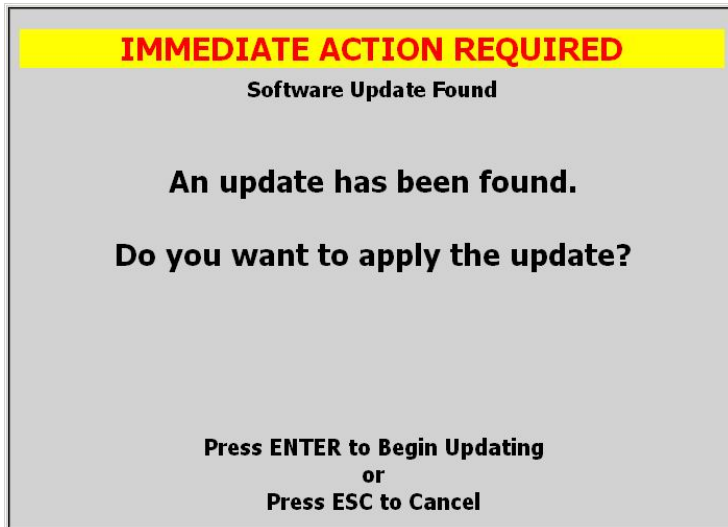 IMMEDIATE ACTION REQUIRED
Software Update Found
An update has been found.
Do you want to apply the update?
Press ENTER to Begin Updating
or
Press ESC to Cancel